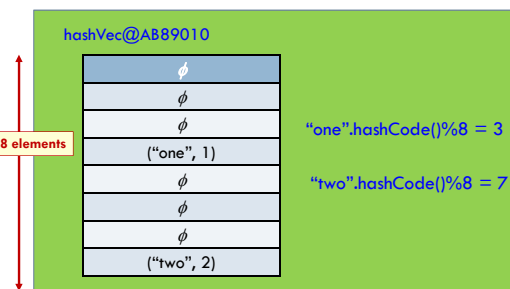 hashVec@AB89010
ϕ
ϕ
ϕ
8 elements
(“one”, 1)
ϕ
ϕ
ϕ
(“two”, 2)
“one”.hashCode()%8 = 3
“two”.hashCode()%8 = 7